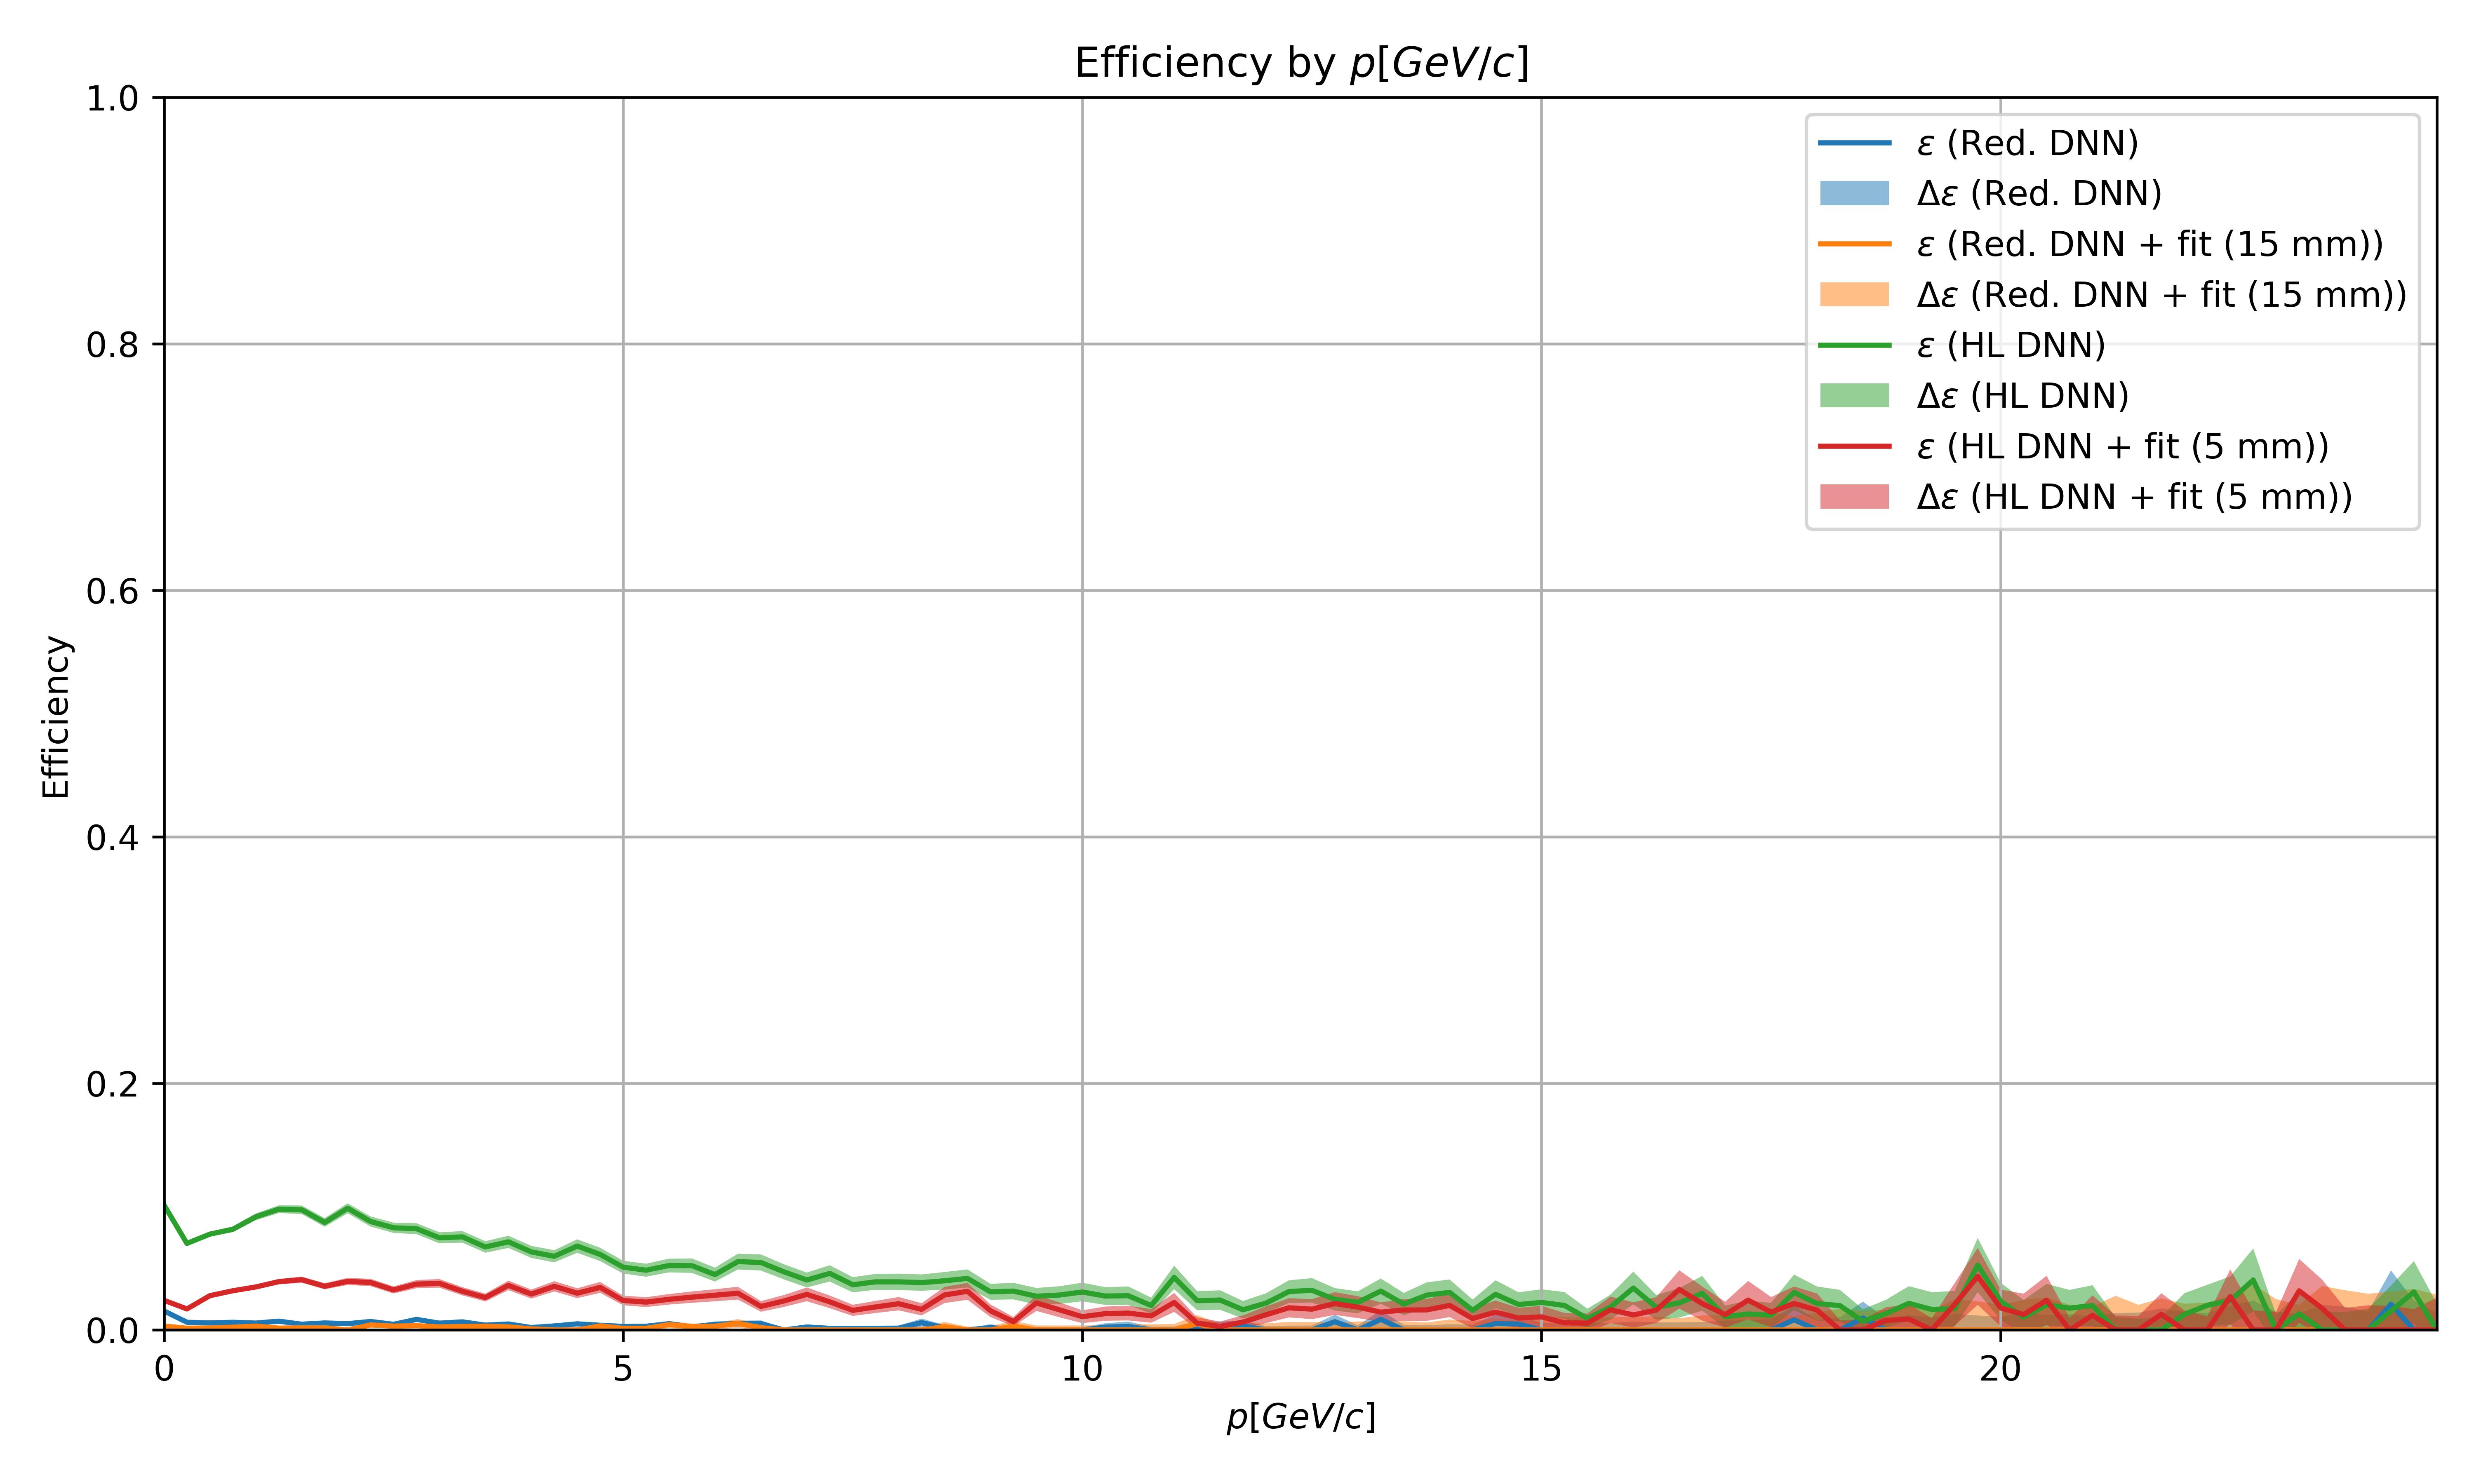 Efficiency by p[GeV/c]
1.0
0.8
0.6
0.4
0.2
0.0
Efficiency
ε (Red. DNN)
Δε (Red. DNN)
ε (Red. DNN + fit (15 mm))
Δε (Red. DNN + fit (15 mm))
ε (HL DNN)
Δε (HL DNN)
ε (HL DNN + fit (5 mm))
Δε (HL DNN + fit (5 mm))
0 5 10 15 20
p[GeV/c]